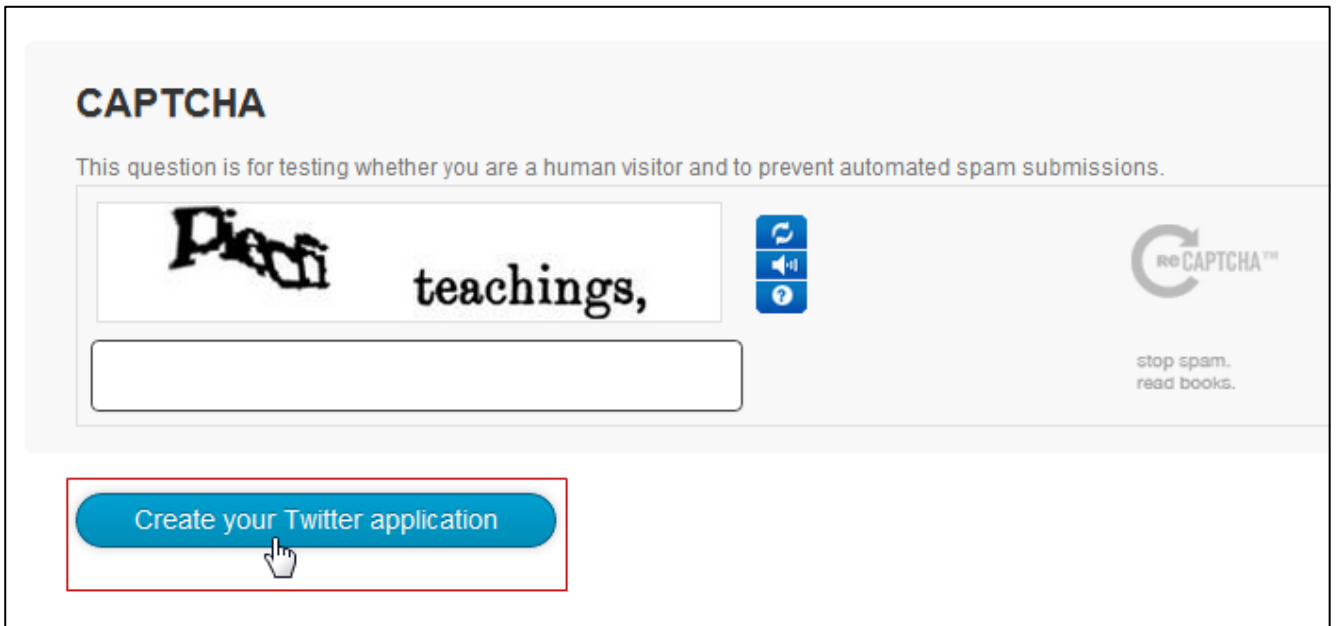 CAPTCHA
This question is for testing whether you are a human visitor and to prevent automated spam submissions.
teachings,
reCAPTCHA™
stop spam.
read books.
Create your Twitter application